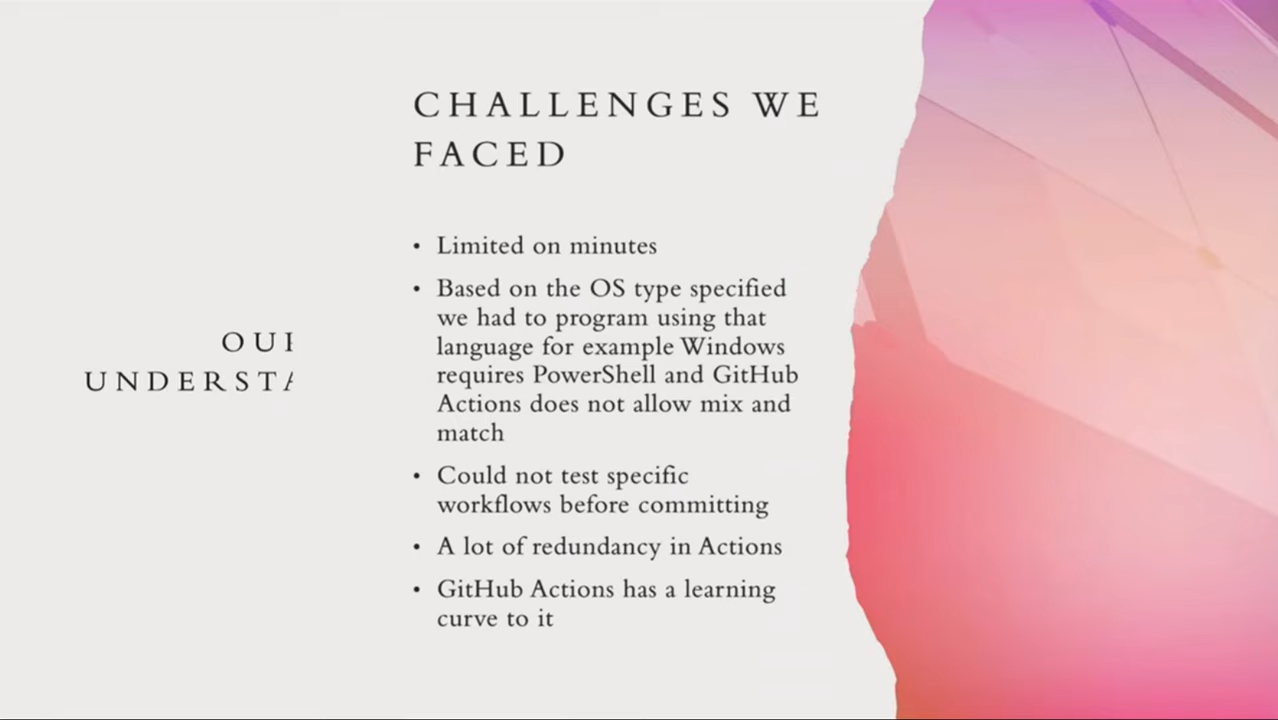 CHALLENGES WE
FACED
• Limited on minutes
• Based on the OS type specified
we had to program using that
language for example Windows
requires PowerShell and GitHub
Actions does not allow mix and
match
• Could not test specific
workflows before committing
• A lot of redundancy in Actions
• GitHub Actions has a learning
curve to it